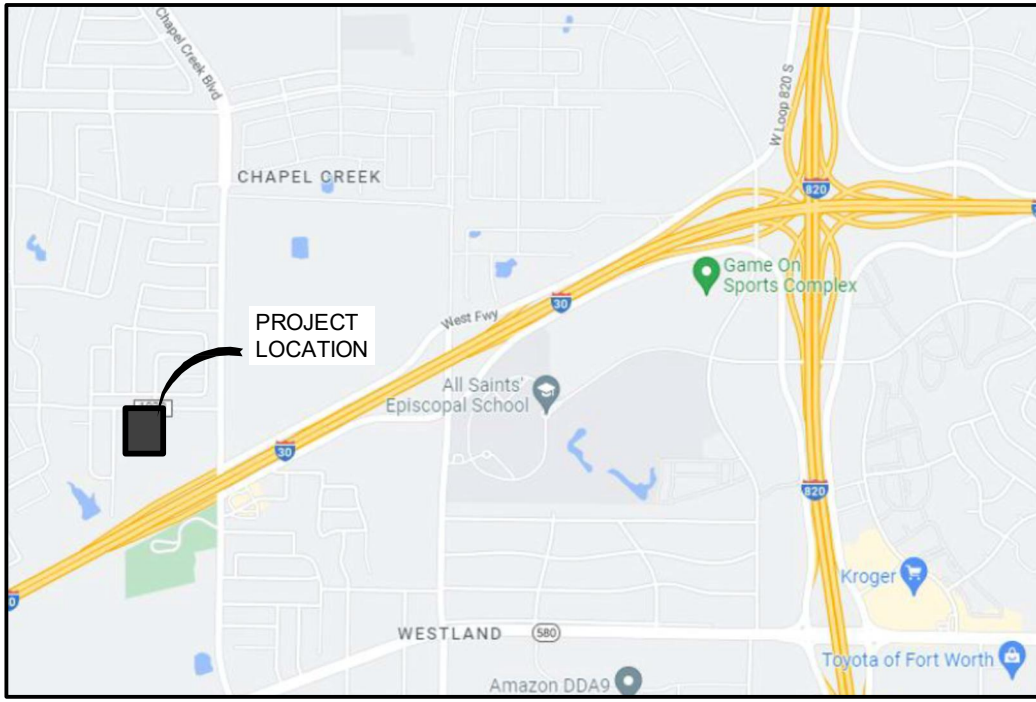 Chapel Creek Blvd
W Loop 820 S
CHAPEL CREEK
820
Game On
Sports Complex
30
West Fwy
PROJECT
LOCATION
All Saints'
Episcopal School
30
820
Kroger
WESTLAND
580
Toyota of Fort Worth
Amazon DDA9